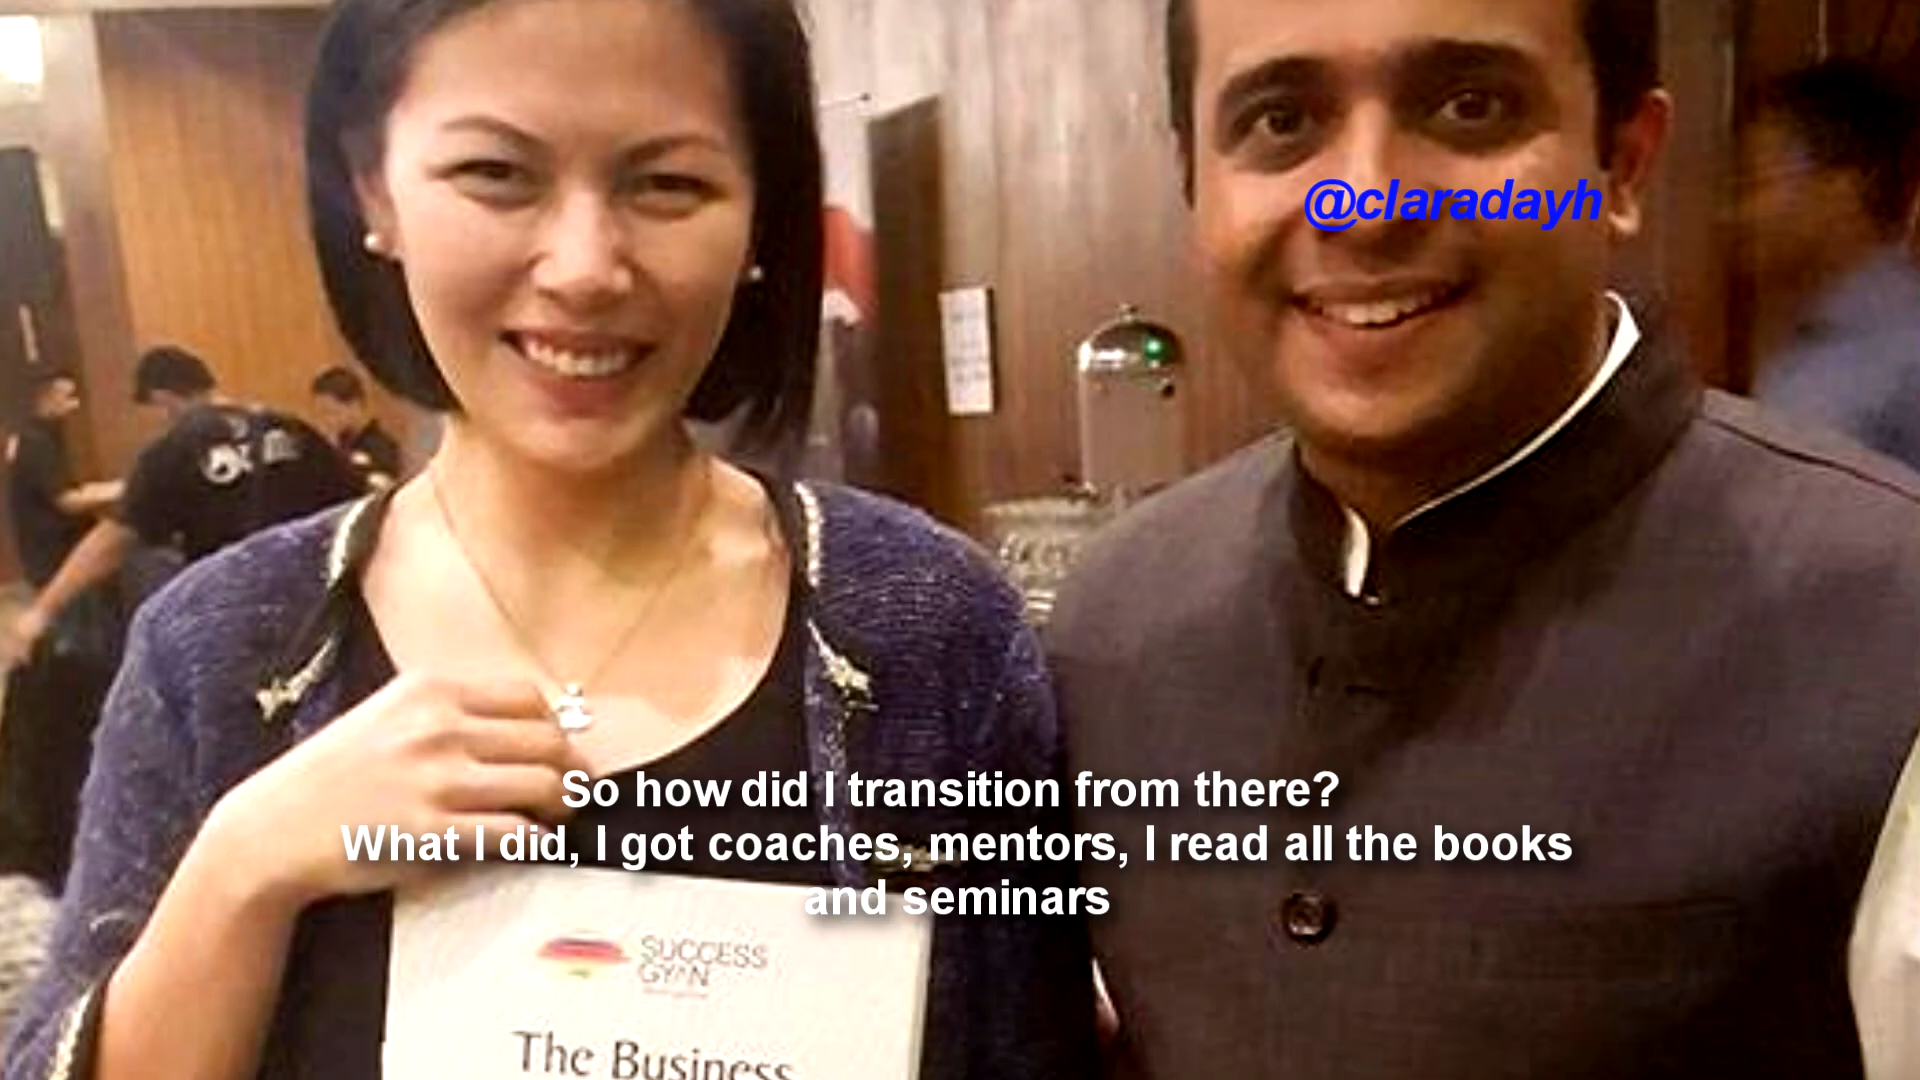 @claradayh
So how did I transition from there?
What I did, I got coaches, mentors, I read all the books
and seminars
SUCCESS
GYAN
The Business